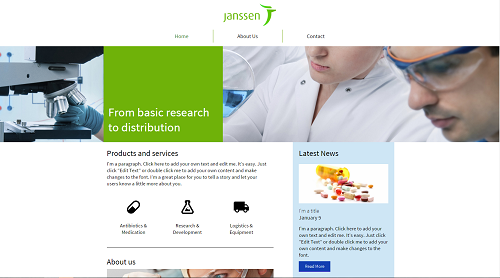 janssen
Home About Us Contact
From basic research
to distribution
Products and services
I'm a paragraph. Click here to add your own text and edit me. It's easy. Just
click "Edit Text" or double click me to add your own content and make
changes to the font. I'm a great place for you to tell a story and let your
users know a little more about you.
Antibiotics &
Medication
Research &
Development
Logistics &
Equipment
About us
Latest News
I'm a title
January 9
I'm a paragraph. Click here to add your own
text and edit me. It's easy. Just click
"Edit Text" or double click me to add your
own content and make changes to the
font.
Read More